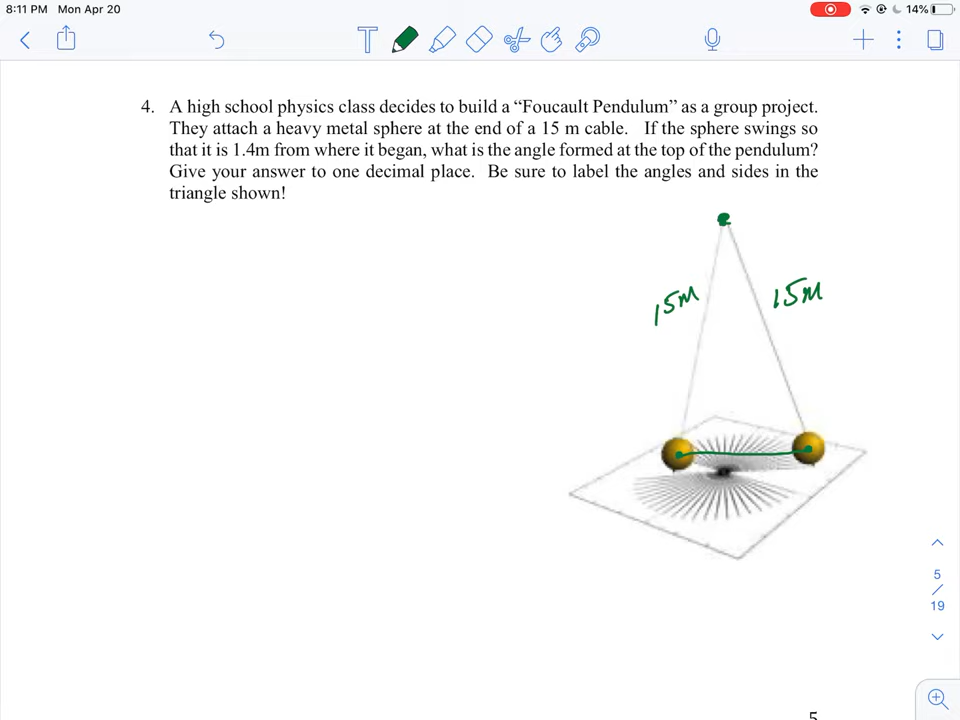 8:11 PM Mon Apr 20
14%
T
4. A high school physics class decides to build a “Foucault Pendulum” as a group project.
They attach a heavy metal sphere at the end of a 15 m cable. If the sphere swings so
that it is 1.4m from where it began, what is the angle formed at the top of the pendulum?
Give your answer to one decimal place. Be sure to label the angles and sides in the
triangle shown!
15m
15m
5
/
19
5